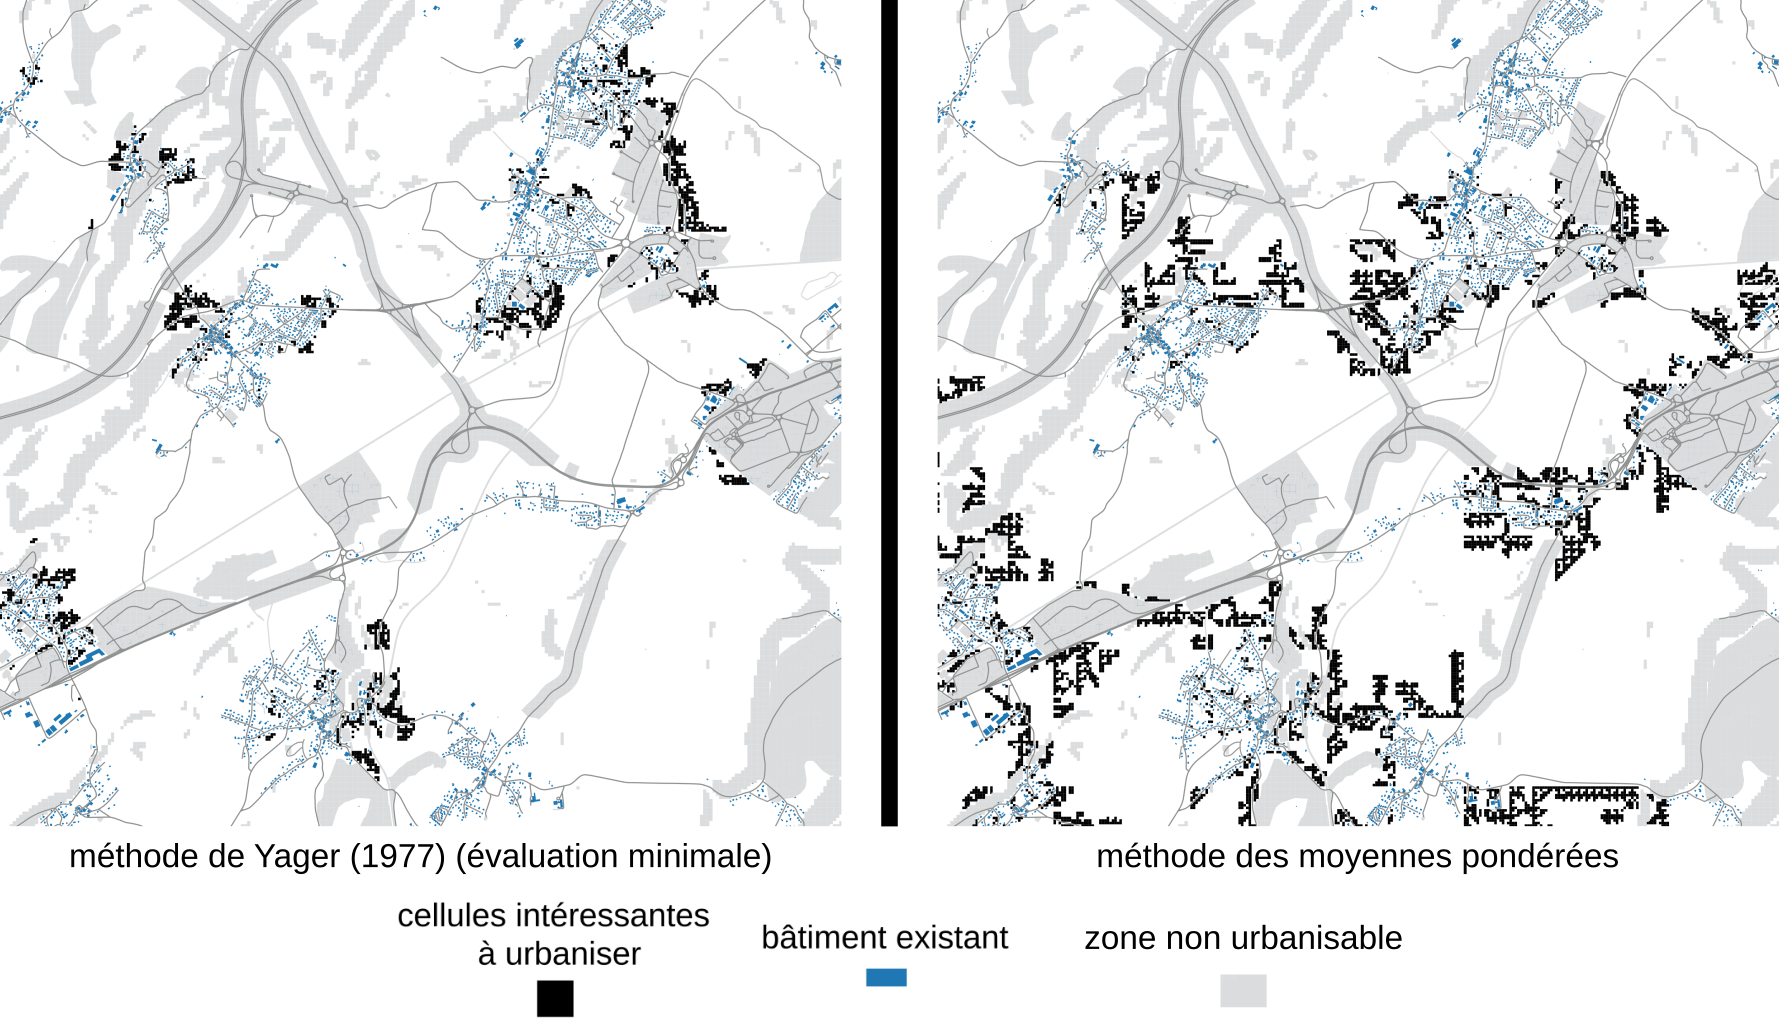 méthode de Yager (1977) (évaluation minimale)
méthode des moyennes pondérées
cellules intéressantes
à urbaniser
bâtiment existant
zone non urbanisable